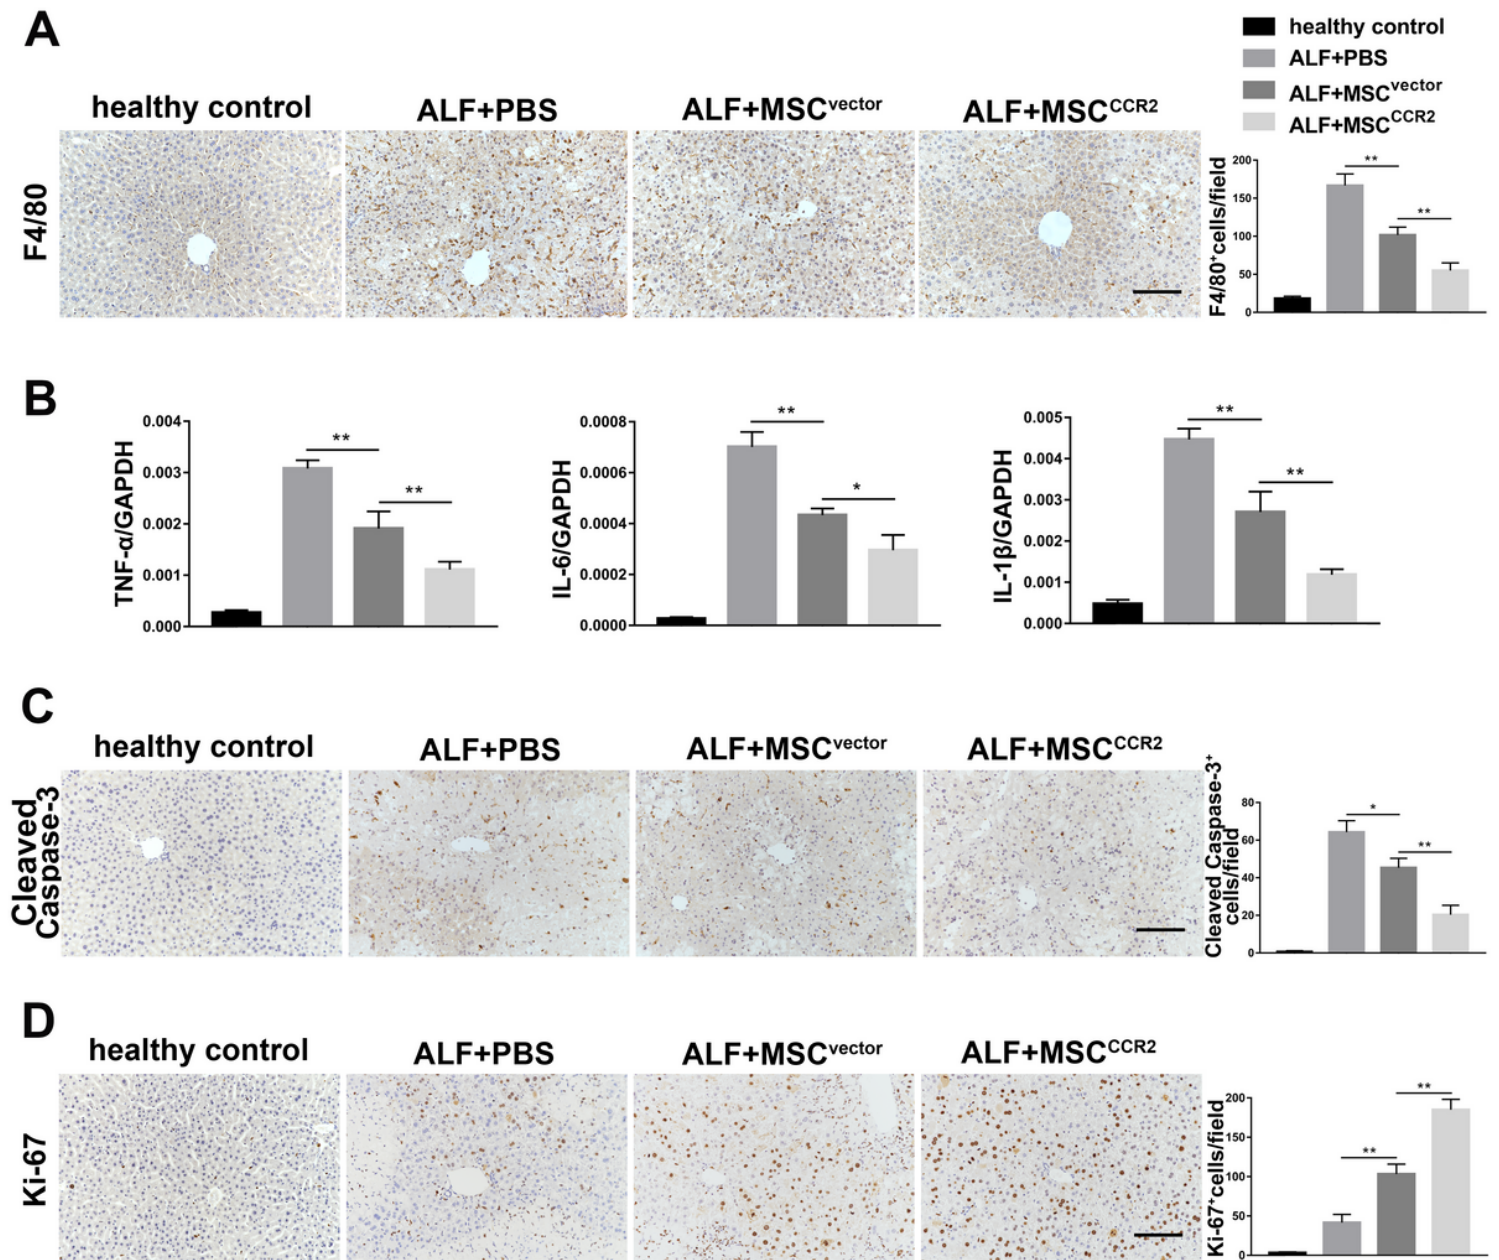 A
healthy control
ALF+PBS
ALF+MSCvector
ALF+MSCCCR2
healthy control
ALF+PBS
ALF+MSCvector
ALF+MSCCCR2
F4/80
F4/80+cells/field
200
150
100
50
0
**
**
B
TNF-α/GAPDH
0.004
0.003
0.002
0.001
0.000
**
**
IL-6/GAPDH
0.0008
0.0006
0.0004
0.0002
0.0000
**
*
IL-1β/GAPDH
0.005
0.004
0.003
0.002
0.001
0.000
**
**
C
healthy control
ALF+PBS
ALF+MSCvector
ALF+MSCCCR2
Cleaved
Caspase-3
Cleaved Caspase-3+
cells/field
80
60
40
20
0
*
**
D
healthy control
ALF+PBS
ALF+MSCvector
ALF+MSCCCR2
Ki-67
Ki-67+cells/field
200
150
100
50
0
**
**